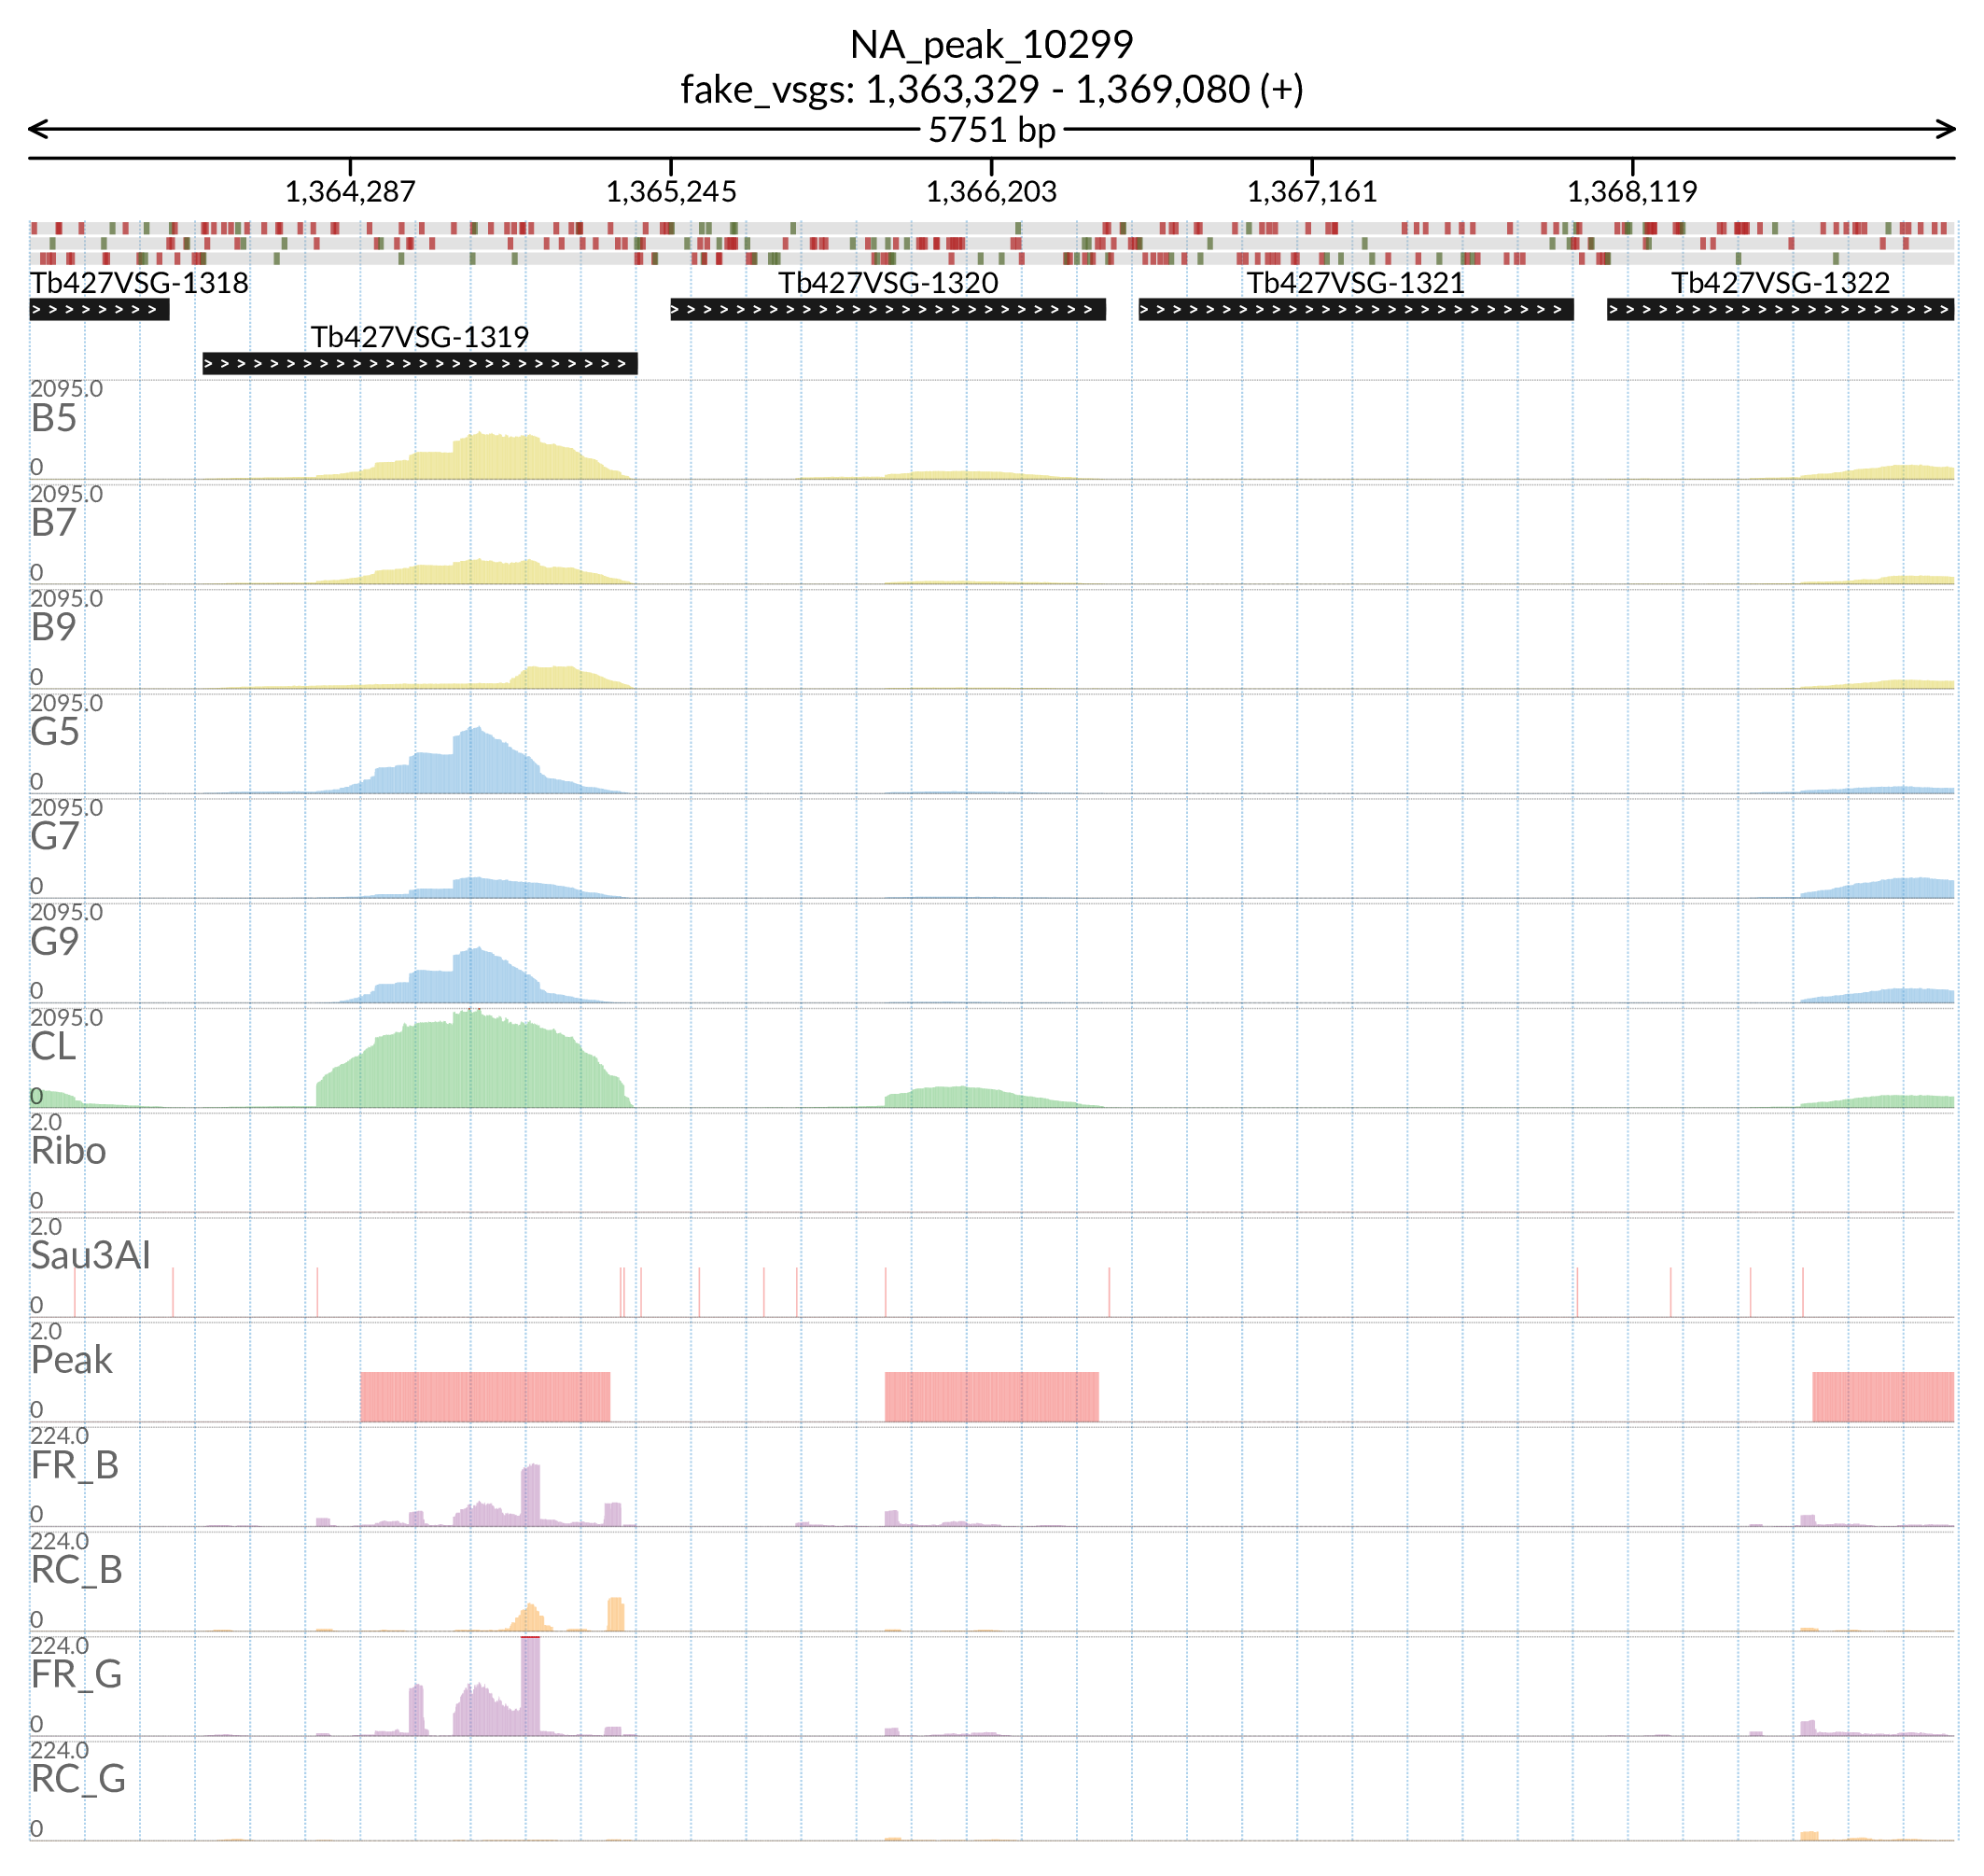 NA_peak_10299
fake_vsgs: 1,363,329 - 1,369,080 (+)
5751 bp
1,364,287 1,365,245 1,366,203 1,367,161 1,368,119
Tb427VSG-1318 Tb427VSG-1320 Tb427VSG-1321 Tb427VSG-1322
Tb427VSG-1319
2095.0
B5
0
2095.0
B7
0
2095.0
B9
0
2095.0
G5
0
2095.0
G7
0
2095.0
G9
0
2095.0
CL
0
2.0
Ribo
0
2.0
Sau3AI
0
2.0
Peak
0
224.0
FR_B
0
224.0
RC_B
0
224.0
FR_G
0
224.0
RC_G
0